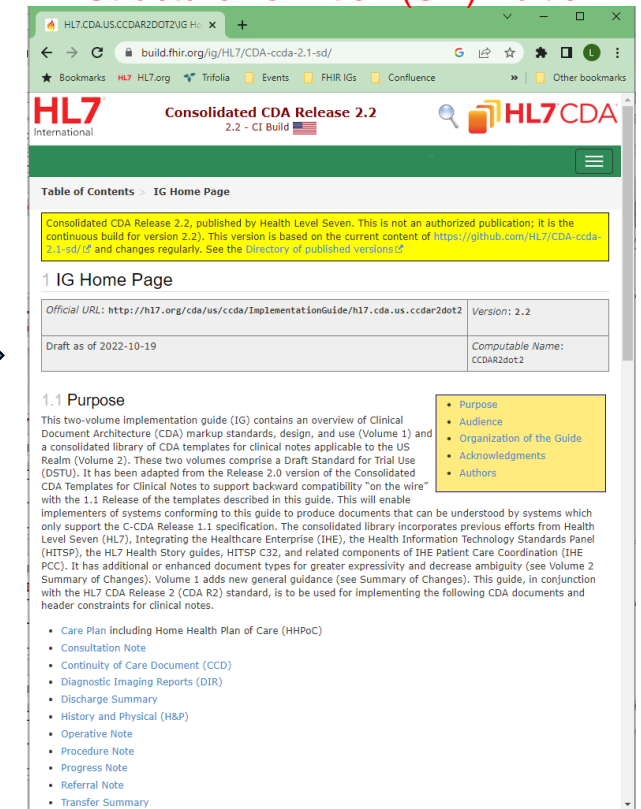 HL7.CDA.US.CCDAR2DOT2\IG Ho
build.fhir.org/ig/HL7/CDA-ccda-2.1-sd/
Bookmarks HL7 HL7.org Trifolia Events FHIR IGs Confluence » Other bookmarks
HL7 International
Consolidated CDA Release 2.2
2.2 - CI Build
HL7 CDA
Table of Contents > IG Home Page
Consolidated CDA Release 2.2, published by Health Level Seven. This is not an authorized publication; it is the
continuous build for version 2.2). This version is based on the current content of https://github.com/HL7/CDA-ccda-
2.1-sd/ and changes regularly. See the Directory of published versions
1 IG Home Page
Official URL: http://hl7.org/cda/us/ccda/ImplementationGuide/hl7.cda.us.ccdar2dot2 Version: 2.2
Draft as of 2022-10-19 Computable Name:
CCDAR2dot2
1.1 Purpose
This two-volume implementation guide (IG) contains an overview of Clinical
Document Architecture (CDA) markup standards, design, and use (Volume 1) and
a consolidated library of CDA templates for clinical notes applicable to the US
Realm (Volume 2). These two volumes comprise a Draft Standard for Trial Use
(DSTU). It has been adapted from the Release 2.0 version of the Consolidated
CDA Templates for Clinical Notes to support backward compatibility "on the wire"
with the 1.1 Release of the templates described in this guide. This will enable
implementers of systems conforming to this guide to produce documents that can be understood by systems which
only support the C-CDA Release 1.1 specification. The consolidated library incorporates previous efforts from Health
Level Seven (HL7), Integrating the Healthcare Enterprise (IHE), the Health Information Technology Standards Panel
(HITSP), the HL7 Health Story guides, HITSP C32, and related components of IHE Patient Care Coordination (IHE
PCC). It has additional or enhanced document types for greater expressivity and decrease ambiguity (see Volume 2
Summary of Changes). Volume 1 adds new general guidance (see Summary of Changes). This guide, in conjunction
with the HL7 CDA Release 2 (CDA R2) standard, is to be used for implementing the following CDA documents and
header constraints for clinical notes.
• Purpose
• Audience
• Organization of the Guide
• Acknowledgments
• Authors
• Care Plan including Home Health Plan of Care (HHPoC)
• Consultation Note
• Continuity of Care Document (CCD)
• Diagnostic Imaging Reports (DIR)
• Discharge Summary
• History and Physical (H&P)
• Operative Note
• Procedure Note
• Progress Note
• Referral Note
• Transfer Summary